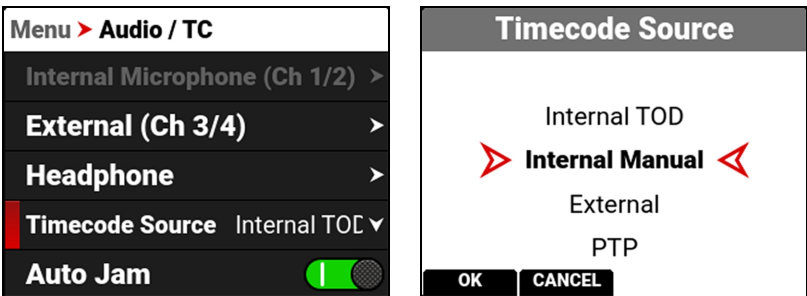 Menu > Audio / TC
Internal Microphone (Ch 1/2) >
External (Ch 3/4) >
Headphone >
Timecode Source Internal TOD
Auto Jam
Timecode Source
Internal TOD
Internal Manual
External
PTP
OK CANCEL